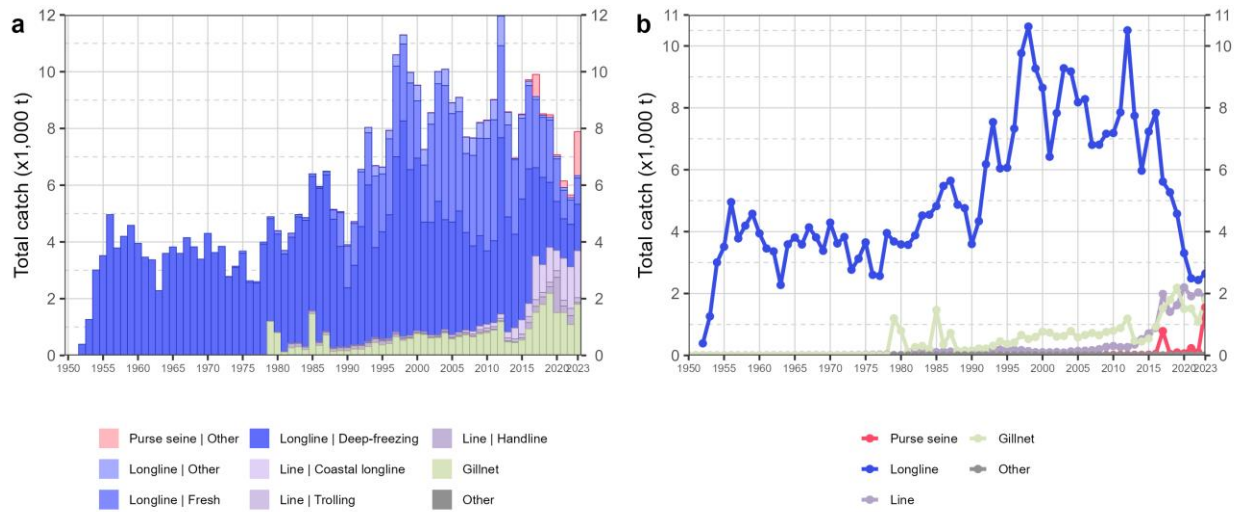 a
Total catch (x1,000 t)
12 10 8 6 4 2 0
12 10 8 6 4 2 0
1950 1955 1960 1965 1970 1975 1980 1985 1990 1995 2000 2005 2010 2015 2020 2023
Purse seine | Other
Longline | Deep-freezing
Line | Handline
Longline | Other
Line | Coastal longline
Gillnet
Longline | Fresh
Line | Trolling
Other
b
Total catch (x1,000 t)
11 10 8 6 4 2 0
11 10 8 6 4 2 0
1950 1955 1960 1965 1970 1975 1980 1985 1990 1995 2000 2005 2010 2015 2020 2023
Purse seine
Gillnet
Longline
Other
Line